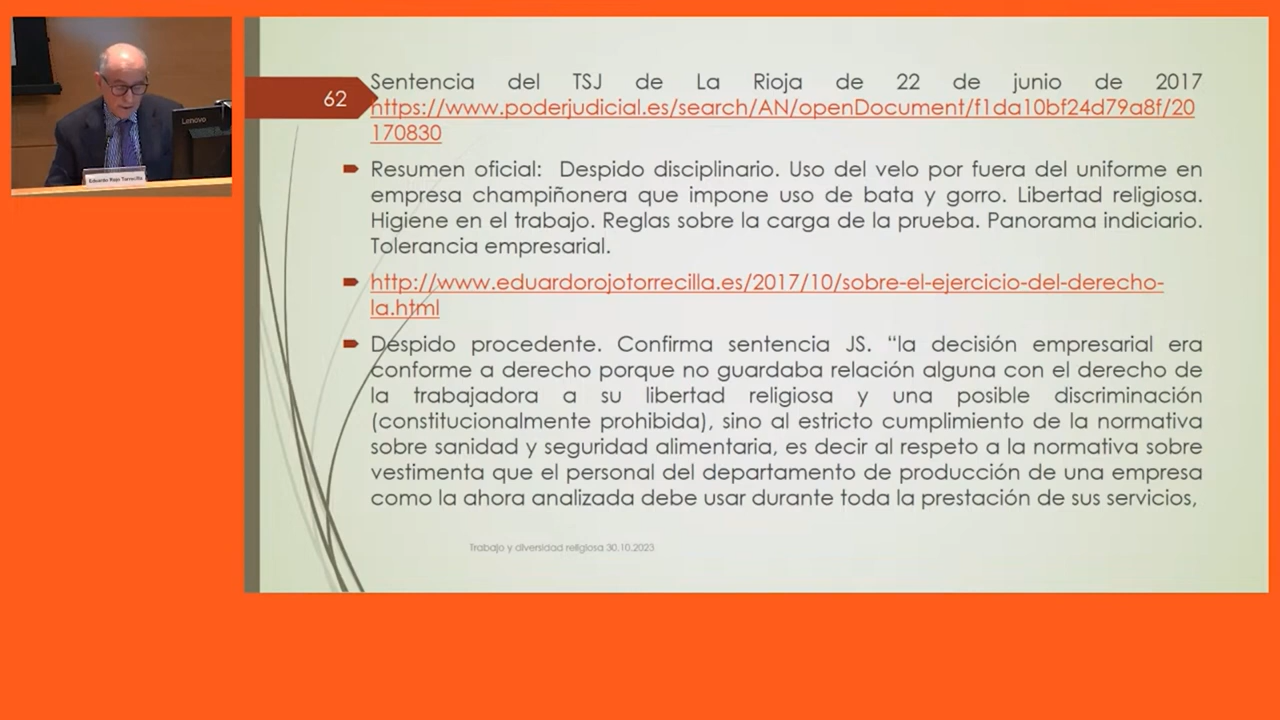 Lenovo
Eduardo Rojo Torrecilla
62
Sentencia del TSJ de La Rioja de 22 de junio de 2017
https://www.poderjudicial.es/search/AN/openDocument/f1da10bf24d79a8f/20
170830
Resumen oficial: Despido disciplinario. Uso del velo por fuera del uniforme en
empresa champiñonera que impone uso de bata y gorro. Libertad religiosa.
Higiene en el trabajo. Reglas sobre la carga de la prueba. Panorama indiciario.
Tolerancia empresarial.
http://www.eduardorojotorrecilla.es/2017/10/sobre-el-ejercicio-del-derecho-
la.html
Despido procedente. Confirma sentencia JS. “la decisión empresarial era
conforme a derecho porque no guardaba relación alguna con el derecho de
la trabajadora a su libertad religiosa y una posible discriminación
(constitucionalmente prohibida), sino al estricto cumplimiento de la normativa
sobre sanidad y seguridad alimentaria, es decir al respeto a la normativa sobre
vestimenta que el personal del departamento de producción de una empresa
como la ahora analizada debe usar durante toda la prestación de sus servicios,
Trabajo y diversidad religiosa 30.10.2023